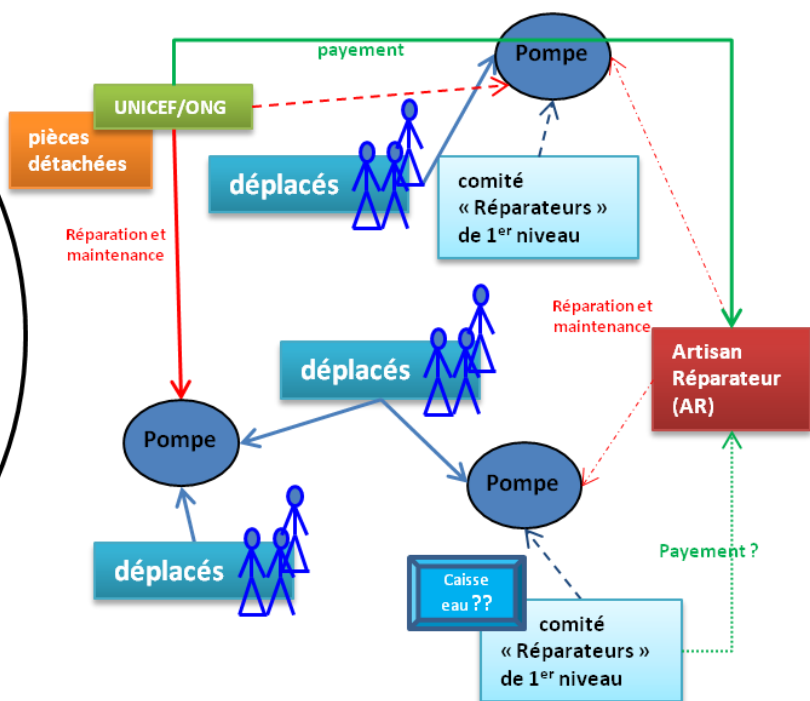 payement
Pompe
UNICEF/ONG
pièces
détachées
déplacés
comité
« Réparateurs »
de 1er niveau
Réparation et
maintenance
Réparation et
maintenance
déplacés
Artisan
Réparateur
(AR)
Pompe
Pompe
déplacés
Payement ?
Caisse
eau ??
comité
« Réparateurs »
de 1er niveau